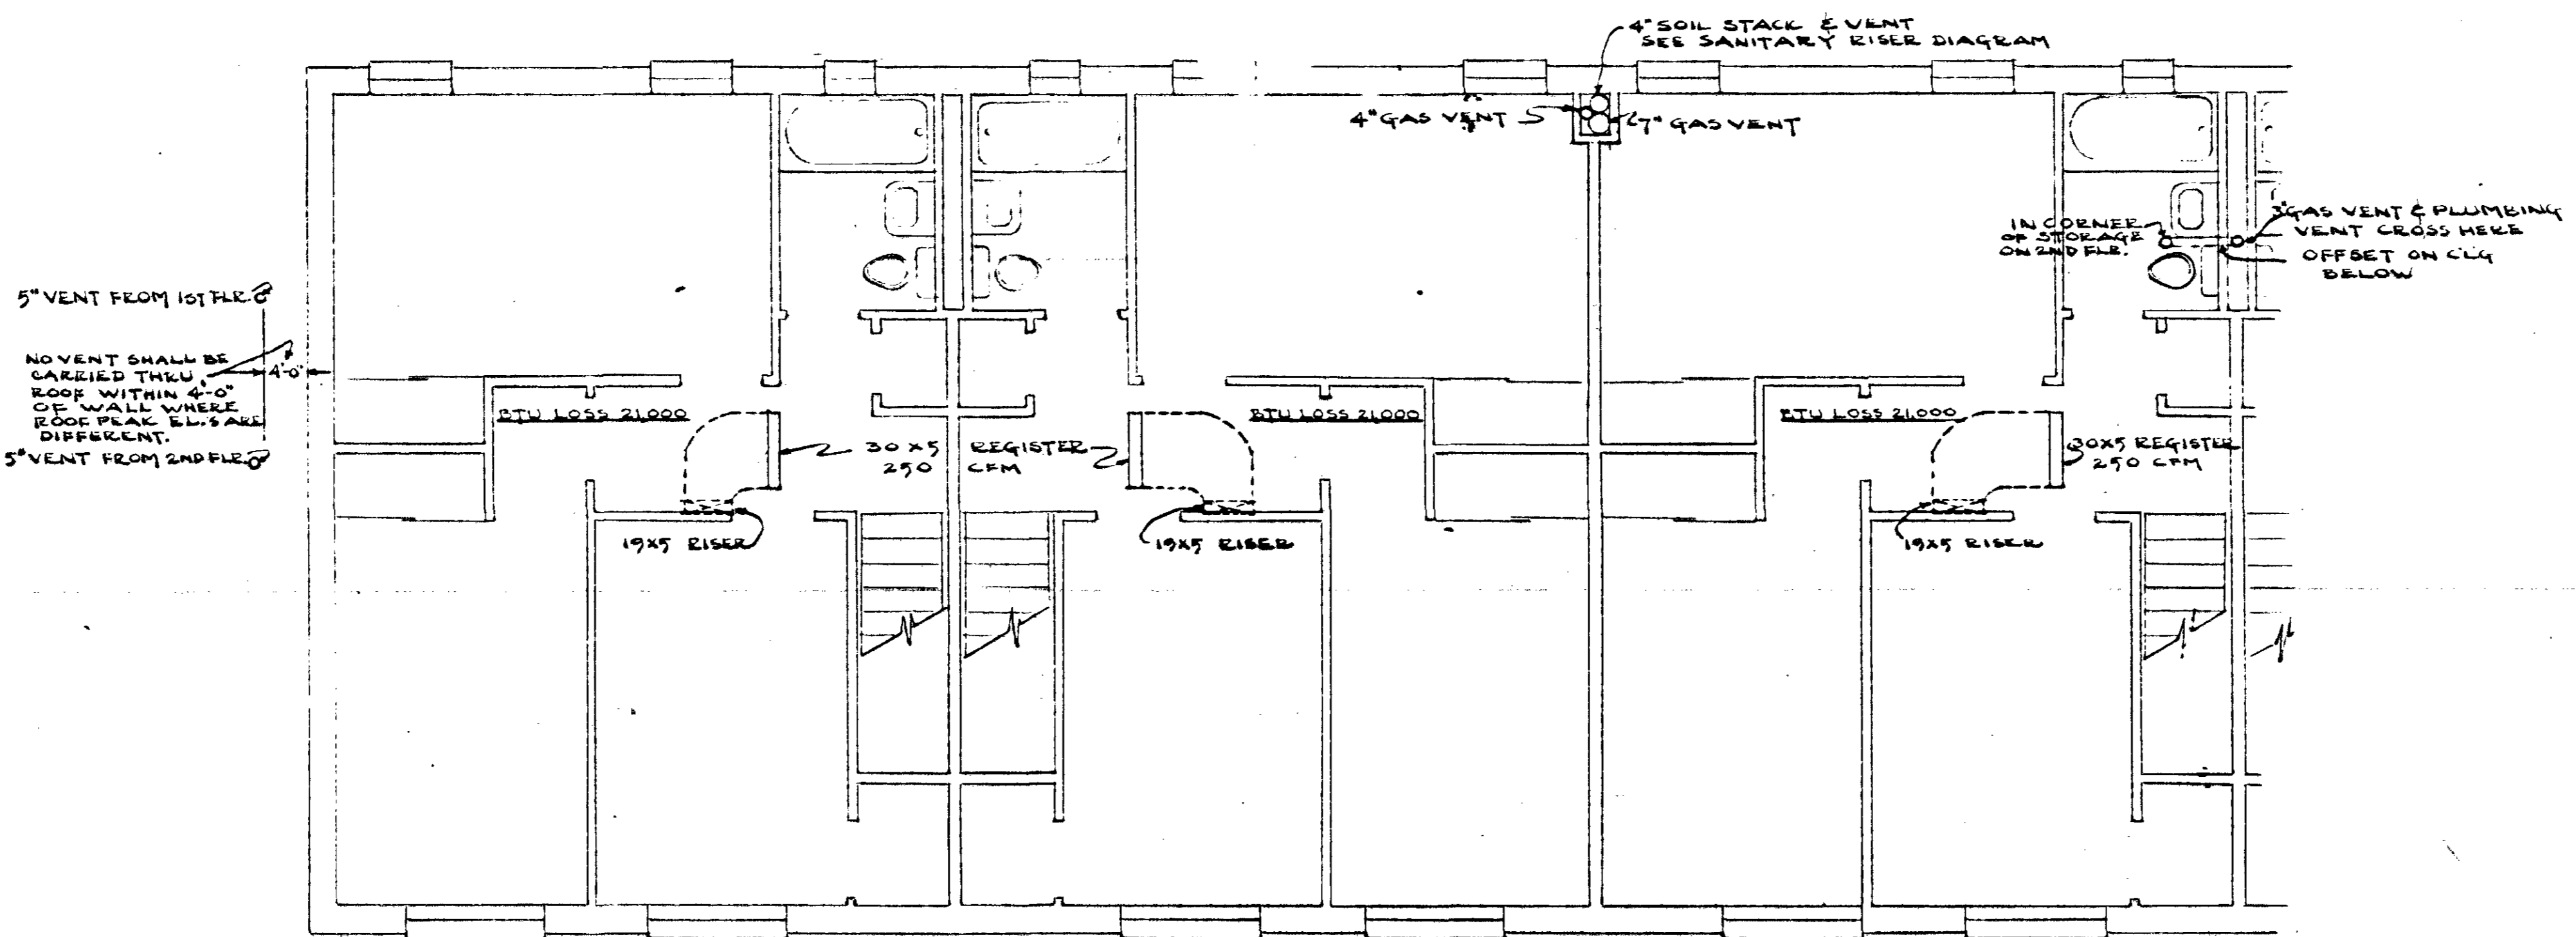 4" SOIL STACK & VENT
SEE SANITARY RISER DIAGRAM
4" GAS VENT
7" GAS VENT
IN CORNER
OF STORAGE
ON 2ND FLR.
3" GAS VENT & PLUMBING
VENT CROSS HERE
OFFSET ON CLG
BELOW
5" VENT FROM 1ST FLR.
NO VENT SHALL BE
CARRIED THRU
ROOF WITHIN 4'-0"
OF WALL WHERE
ROOF PEAK EL.S ARE
DIFFERENT.
4'-0"
5" VENT FROM 2ND FLR.
BTU LOSS 21,000
BTU LOSS 21,000
BTU LOSS 21,000
30 X 5 REGISTER
250 CFM
30X5 REGISTER
250 CFM
19X5 RISER
19X5 RISER
19X5 RISER